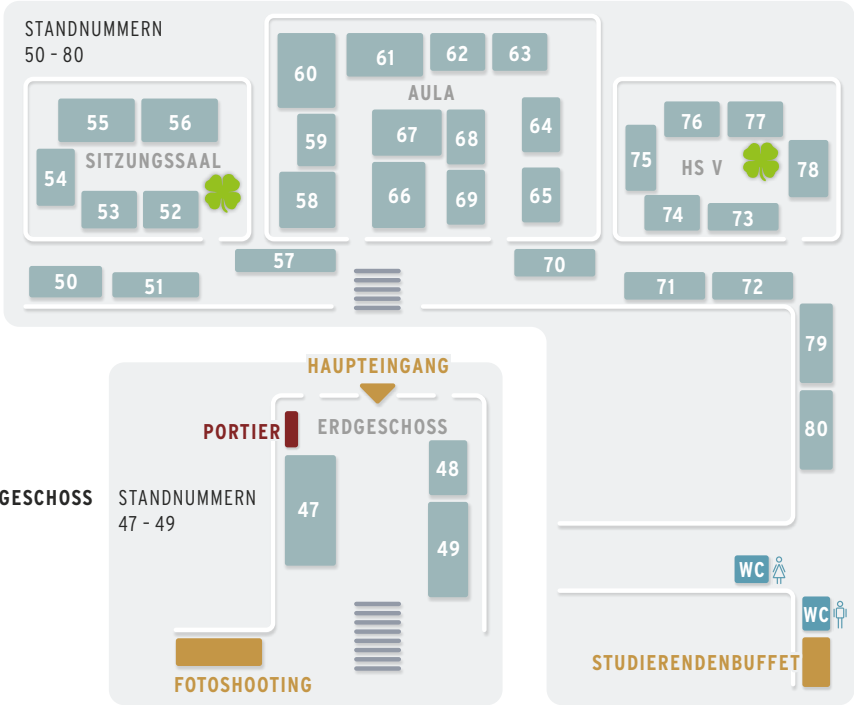 STANDNUMMERN
50 - 80
60
61
62
63
AULA
55
56
59
67
68
64
76
77
75
HS V
78
54
SITZUNGSSAAL
53
52
58
66
69
65
74
73
57
70
50
51
71
72
79
80
HAUPTEINGANG
PORTIER
ERDGESCHOSS
48
47
49
GESCHOSS
STANDNUMMERN
47 - 49
WC
WC
STUDIERENDENBUFFET
FOTOSHOOTING